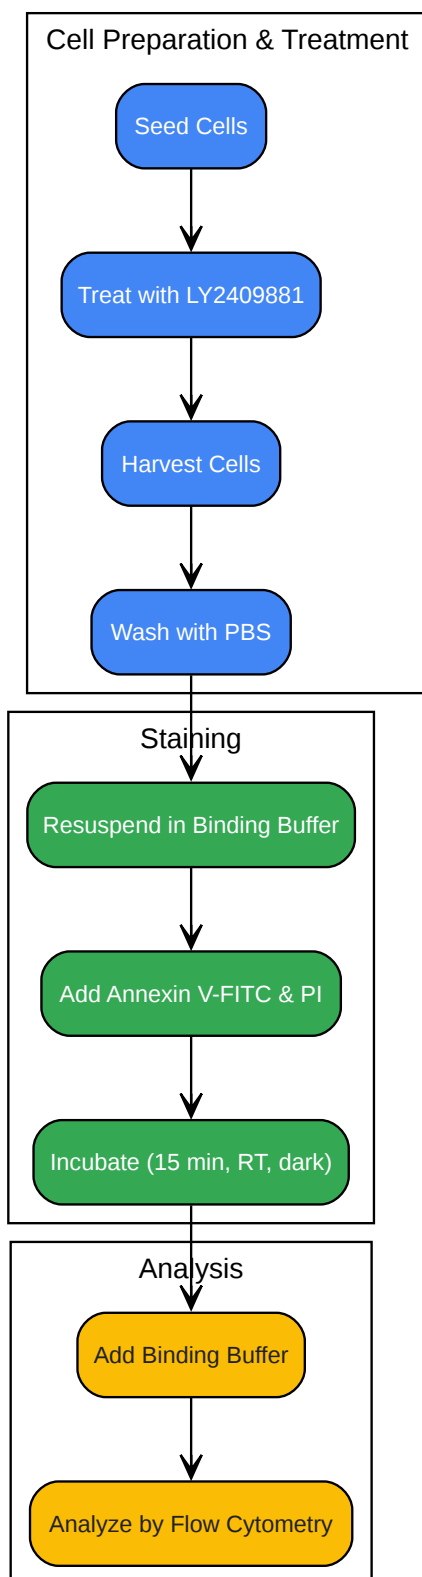 Cell Preparation & Treatment
Seed Cells
Treat with LY2409881
Harvest Cells
Wash with PBS
Staining
Resuspend in Binding Buffer
Add Annexin V-FITC & PI
Incubate (15 min, RT, dark)
Analysis
Add Binding Buffer
Analyze by Flow Cytometry